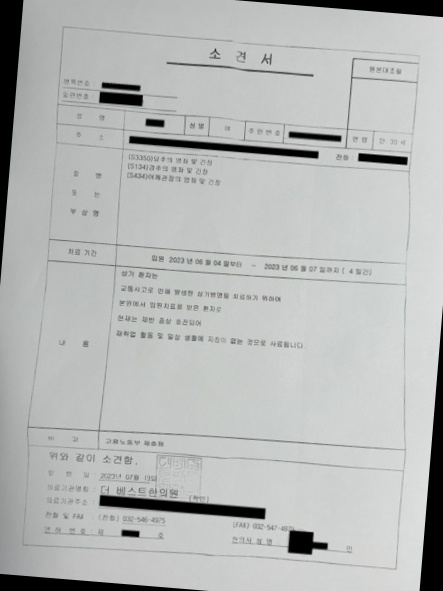 소 견 서
원본대조필
등록번호 :
일련번호 :
성 명
성 별
여
주민번호
연 령
만 30 세
주 소
전화 :
병 명
또 는
부 상 명
(S3350)요추의 염좌 및 긴장
(S134)경추의 염좌 및 긴장
(S434)어깨관절의 염좌 및 긴장
치료 기간
입원 2023 년 06 월 04 일부터 ~ 2023 년 06 월 07 일까지 ( 4 일간)
내 용
상기 환자는
교통사고로 인해 발생한 상기병명을 치료하기 위하여
본원에서 입원치료를 받은 환자로
현재는 제반 증상 호전되어
재취업 활동 및 일상 생활에 지장이 없는 것으로 사료됩니다.
비 고
고용노동부 제출용
위와 같이 소견함.
발 행 일 : 2023년 07월 19일
의료기관명칭 : 더 베스트한의원 (직인)
의료기관주소 :
전화 및 FAX : (전화) 032-546-4975
(FAX) 032-547-
면 허 번 호 : 제 호
한의사 성 명 인